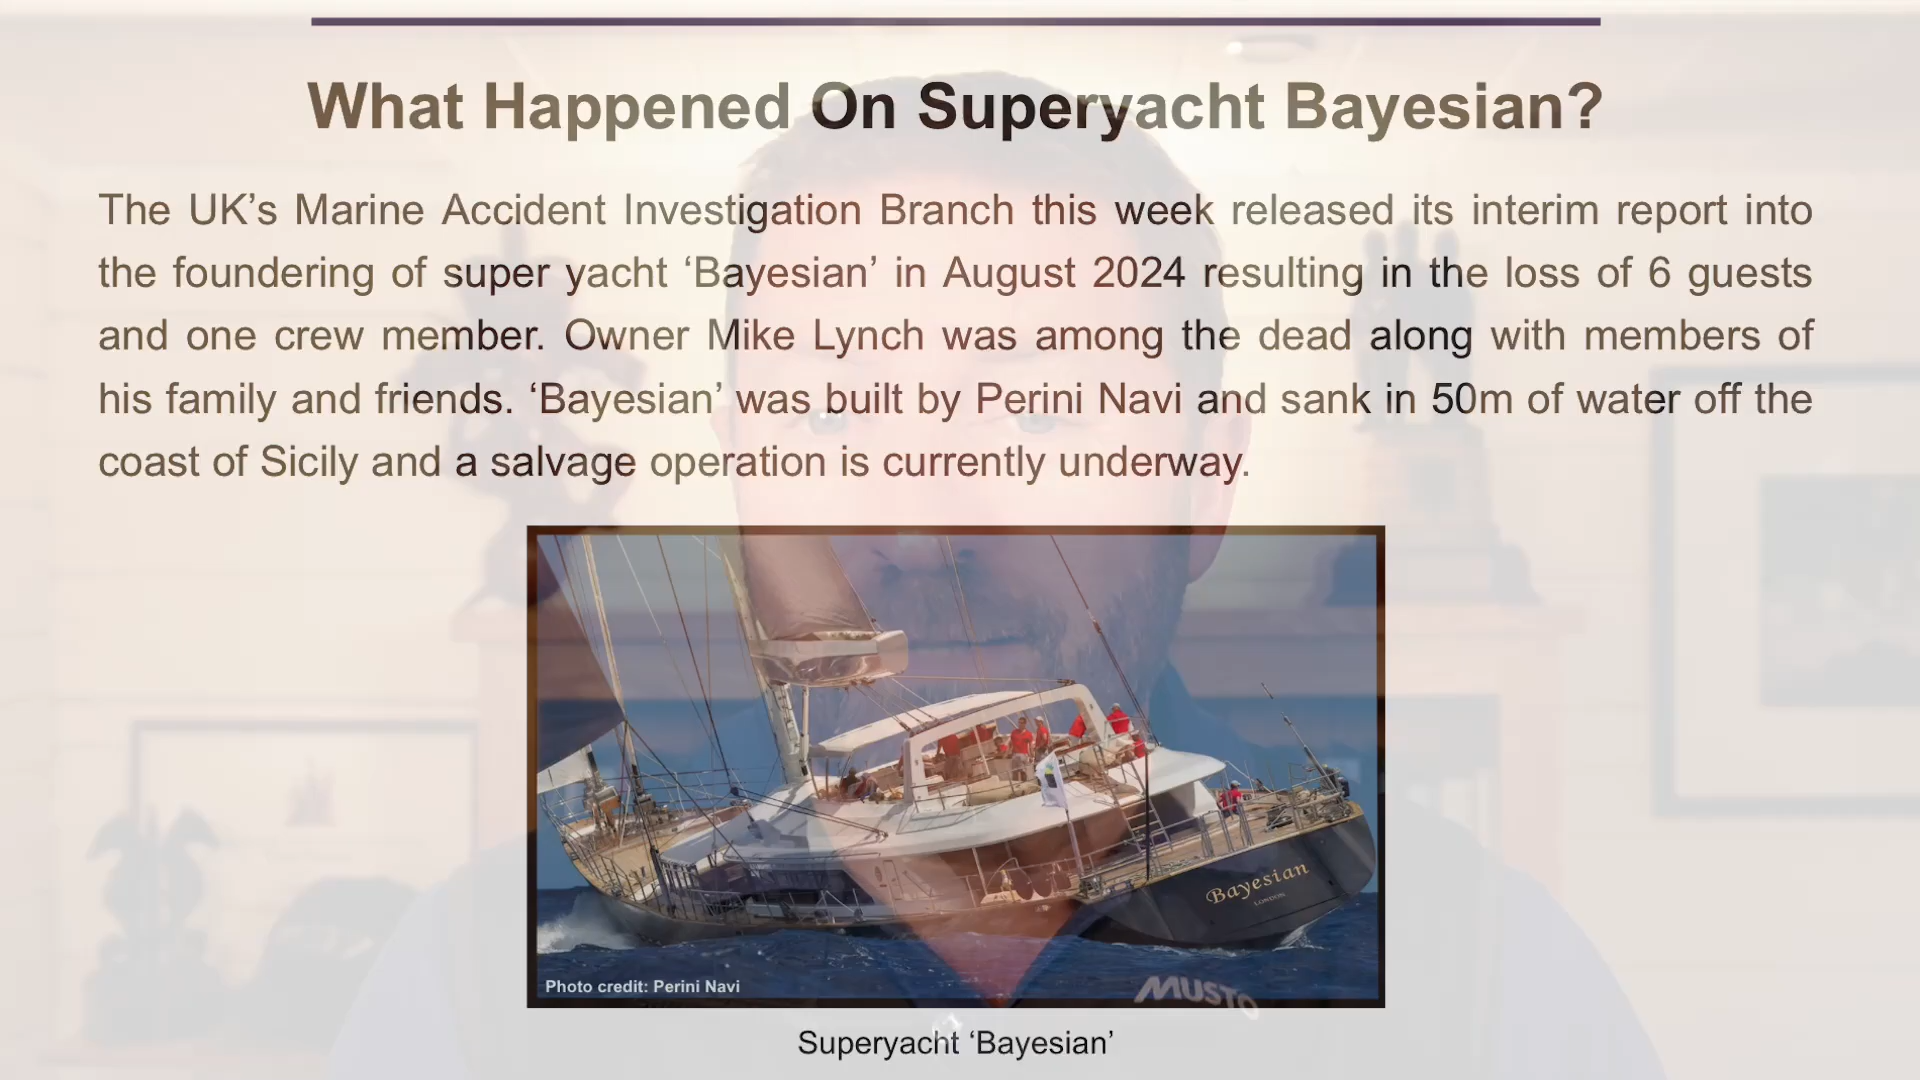 What Happened On Superyacht Bayesian?
The UK’s Marine Accident Investigation Branch this week released its interim report into
the foundering of super yacht ‘Bayesian’ in August 2024 resulting in the loss of 6 guests
and one crew member. Owner Mike Lynch was among the dead along with members of
his family and friends. ‘Bayesian’ was built by Perini Navi and sank in 50m of water off the
coast of Sicily and a salvage operation is currently underway.
Bayesian
LONDON
Photo credit: Perini Navi
MUSTO
Superyacht ‘Bayesian’